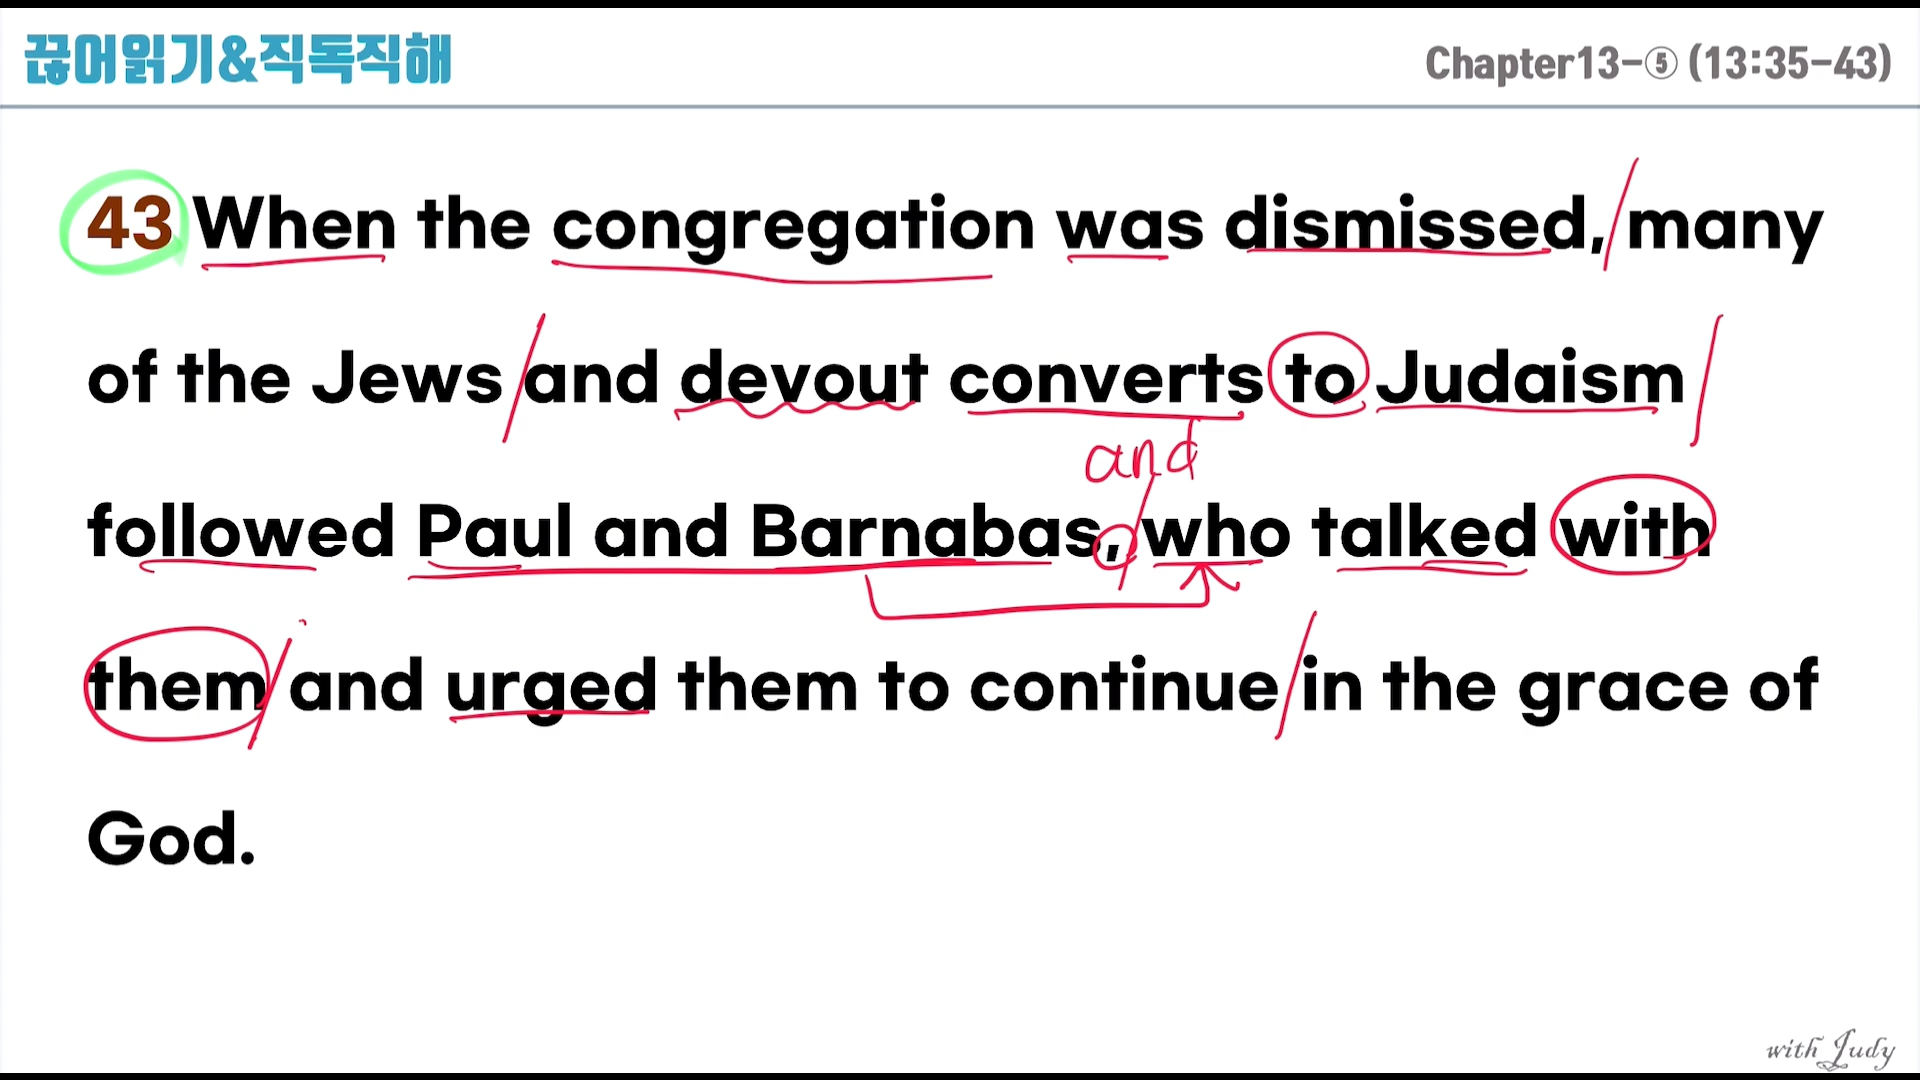 끊어읽기&직독직해
Chapter13-⑤ (13:35-43)
43 When the congregation was dismissed, many
of the Jews and devout converts to Judaism
and
followed Paul and Barnabas, who talked with
them and urged them to continue in the grace of
God.
with Judy